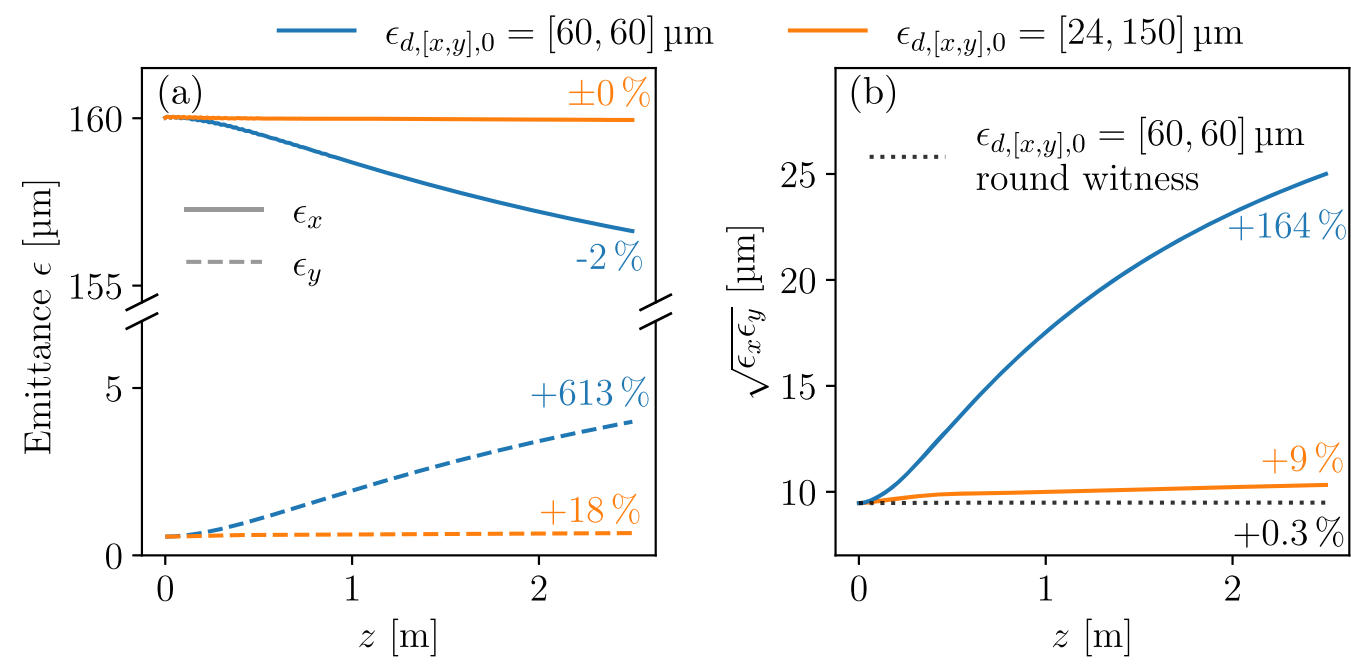 ϵ_{d,[x,y],0} = [60, 60] µm
ϵ_{d,[x,y],0} = [24, 150] µm
(a)
±0 %
160
ϵ_x
ϵ_y
-2 %
155
Emittance ϵ [µm]
+613 %
5
+18 %
0
0 1 2
z [m]
(b)
ϵ_{d,[x,y],0} = [60, 60] µm
round witness
25
+164 %
20
√ϵ_xϵ_y [µm]
15
+9 %
10
+0.3 %
0 1 2
z [m]